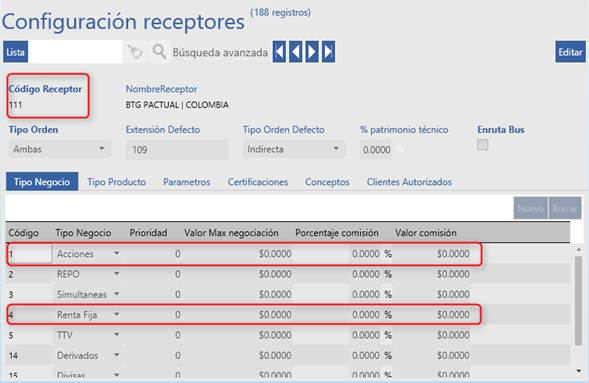 Configuración receptores (188 registros)
Lista Búsqueda avanzada Editar
Código Receptor NombreReceptor
111 BTG PACTUAL | COLOMBIA
Tipo Orden Extensión Defecto Tipo Orden Defecto % patrimonio técnico Enruta Bus
Ambas 109 Indirecta 0.0000 %
Tipo Negocio Tipo Producto Parametros Certificaciones Conceptos Clientes Autorizados
Nuevo Borrar
Código Tipo Negocio Prioridad Valor Max negociación Porcentaje comisión Valor comisión
1 Acciones 0 $0.0000 0.0000 % $0.0000
2 REPO 0 $0.0000 0.0000 % $0.0000
3 Simultaneas 0 $0.0000 0.0000 % $0.0000
4 Renta Fija 0 $0.0000 0.0000 % $0.0000
5 TTV 0 $0.0000 0.0000 % $0.0000
14 Derivados 0 $0.0000 0.0000 % $0.0000
15 Divisas 0 $0.0000 0.0000 % $0.0000